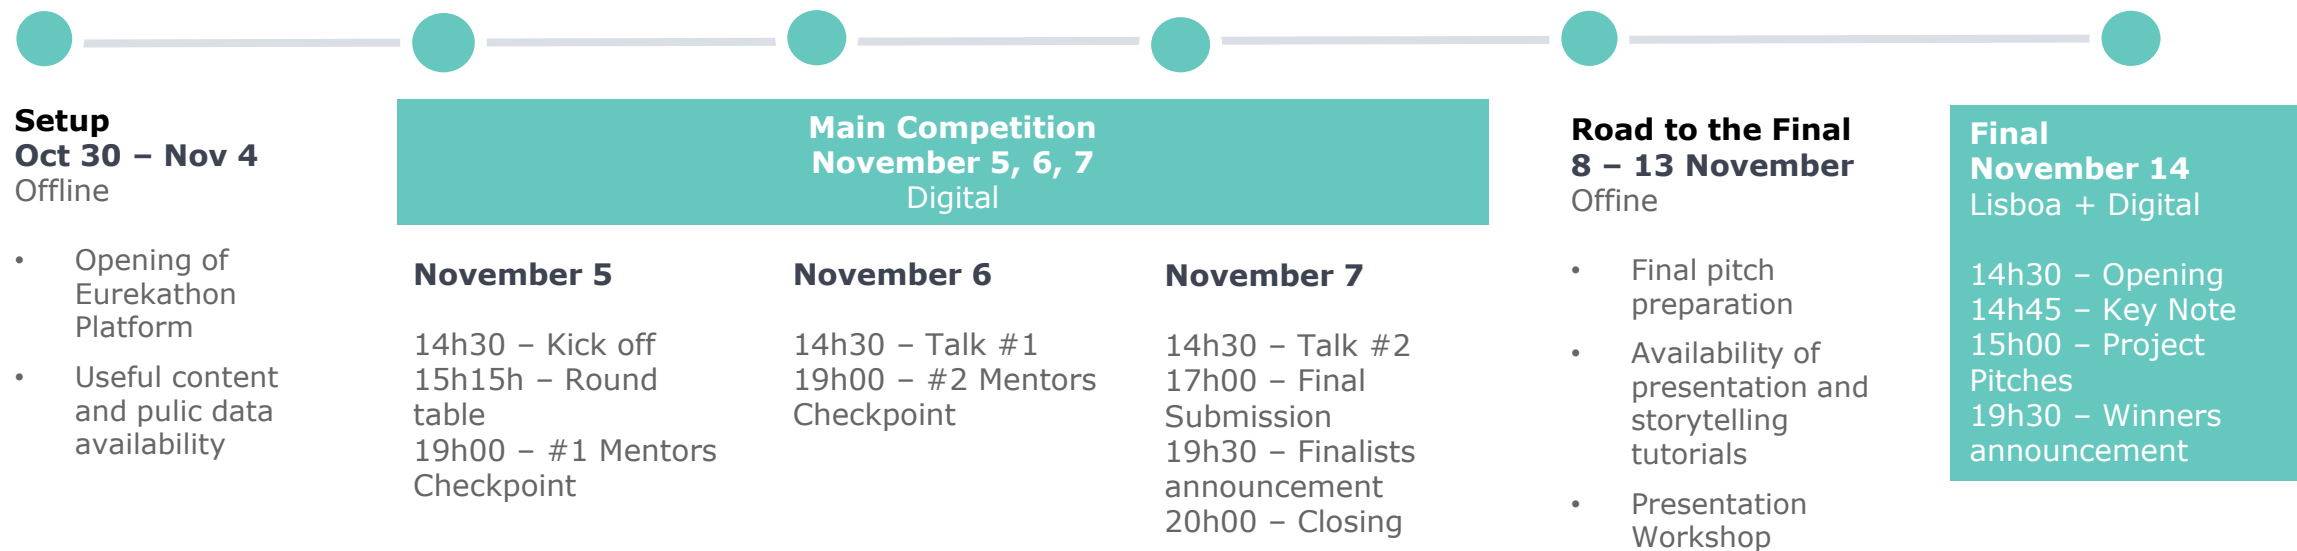 Setup
Oct 30 – Nov 4
Offline
• Opening of
Eurekathon
Platform
• Useful content
and pulic data
availability
Main Competition
November 5, 6, 7
Digital
November 5
14h30 – Kick off
15h15h – Round
table
19h00 – #1 Mentors
Checkpoint
November 6
14h30 – Talk #1
19h00 – #2 Mentors
Checkpoint
November 7
14h30 – Talk #2
17h00 – Final
Submission
19h30 – Finalists
announcement
20h00 – Closing
Road to the Final
8 – 13 November
Offine
• Final pitch
preparation
• Availability of
presentation and
storytelling
tutorials
• Presentation
Workshop
Final
November 14
Lisboa + Digital
14h30 – Opening
14h45 – Key Note
15h00 – Project
Pitches
19h30 – Winners
announcement